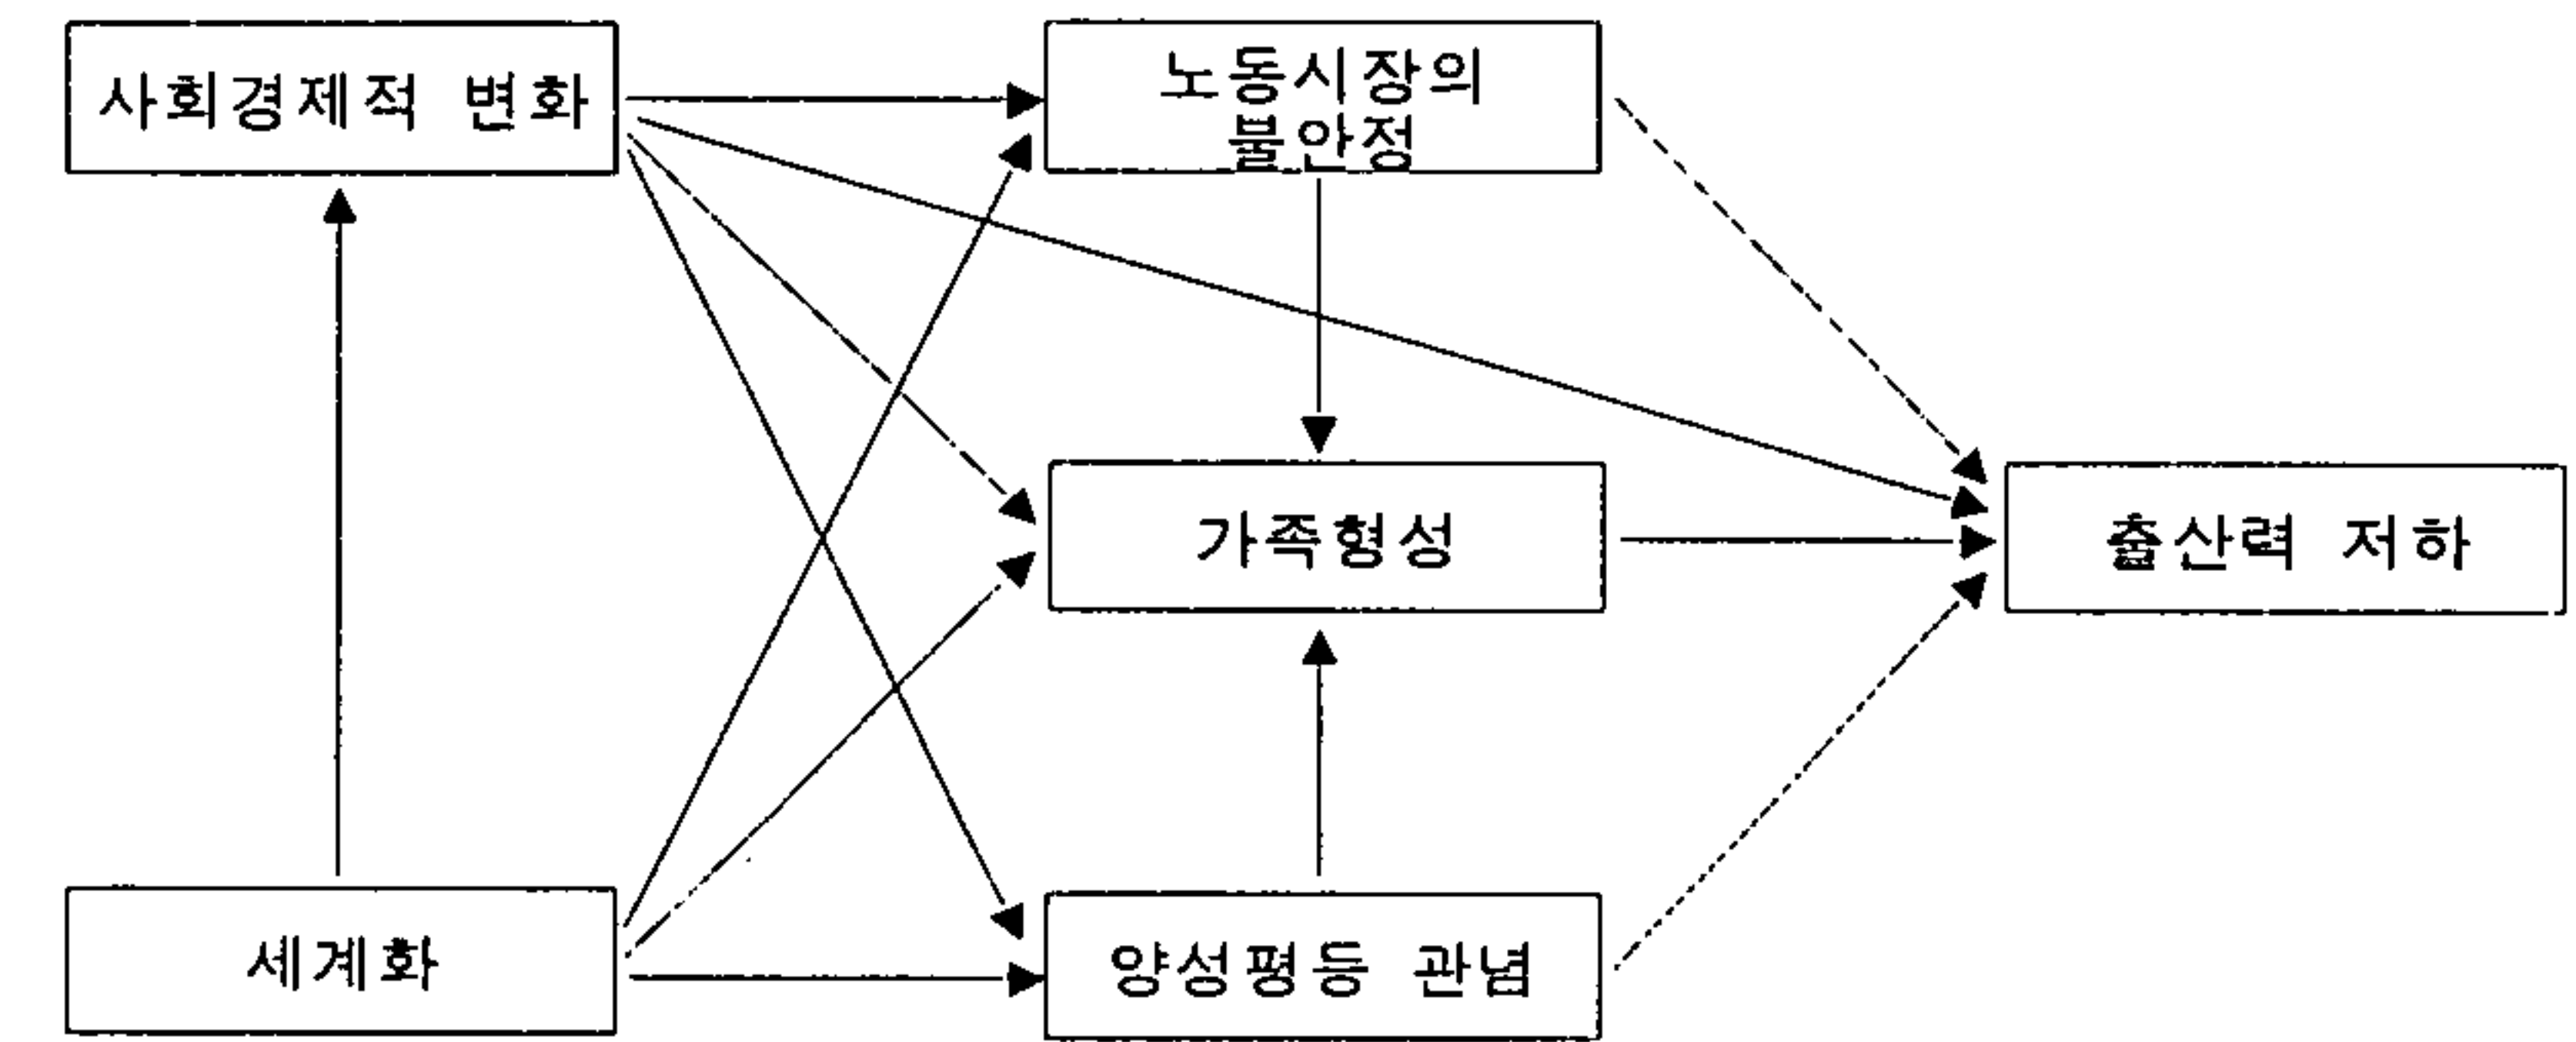 사회경제적 변화
노동시장의
불안정
가족형성
출산력 저하
세계화
양성평등 관념